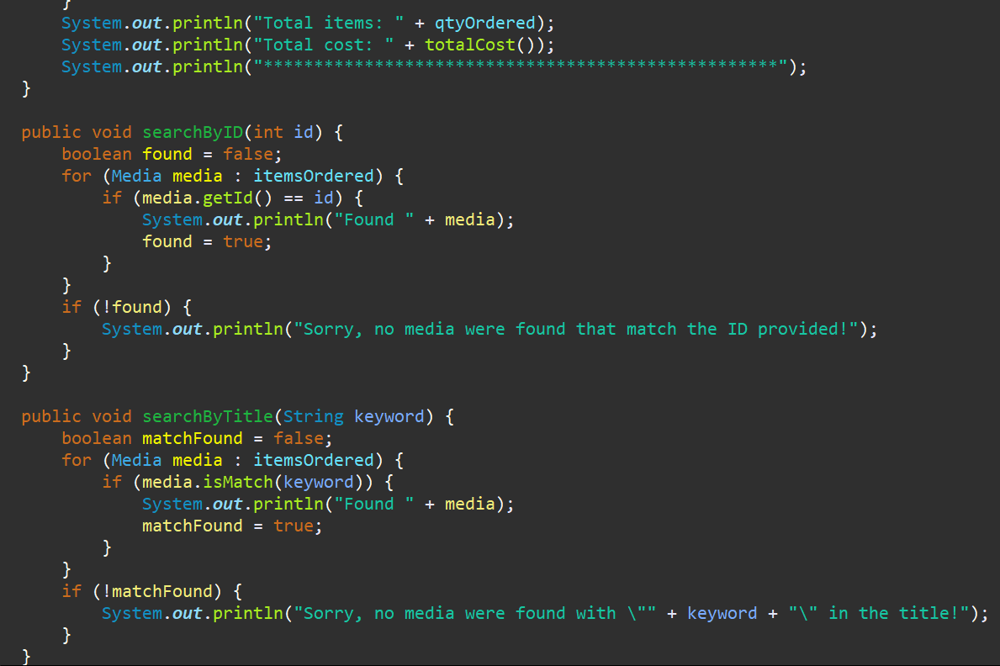 }
    System.out.println("Total items: " + qtyOrdered);
    System.out.println("Total cost: " + totalCost());
    System.out.println("***************************************************");
}

public void searchByID(int id) {
    boolean found = false;
    for (Media media : itemsOrdered) {
        if (media.getId() == id) {
            System.out.println("Found " + media);
            found = true;
        }
    }
    if (!found) {
        System.out.println("Sorry, no media were found that match the ID provided!");
    }
}

public void searchByTitle(String keyword) {
    boolean matchFound = false;
    for (Media media : itemsOrdered) {
        if (media.isMatch(keyword)) {
            System.out.println("Found " + media);
            matchFound = true;
        }
    }
    if (!matchFound) {
        System.out.println("Sorry, no media were found with \"" + keyword + "\" in the title!");
    }
}